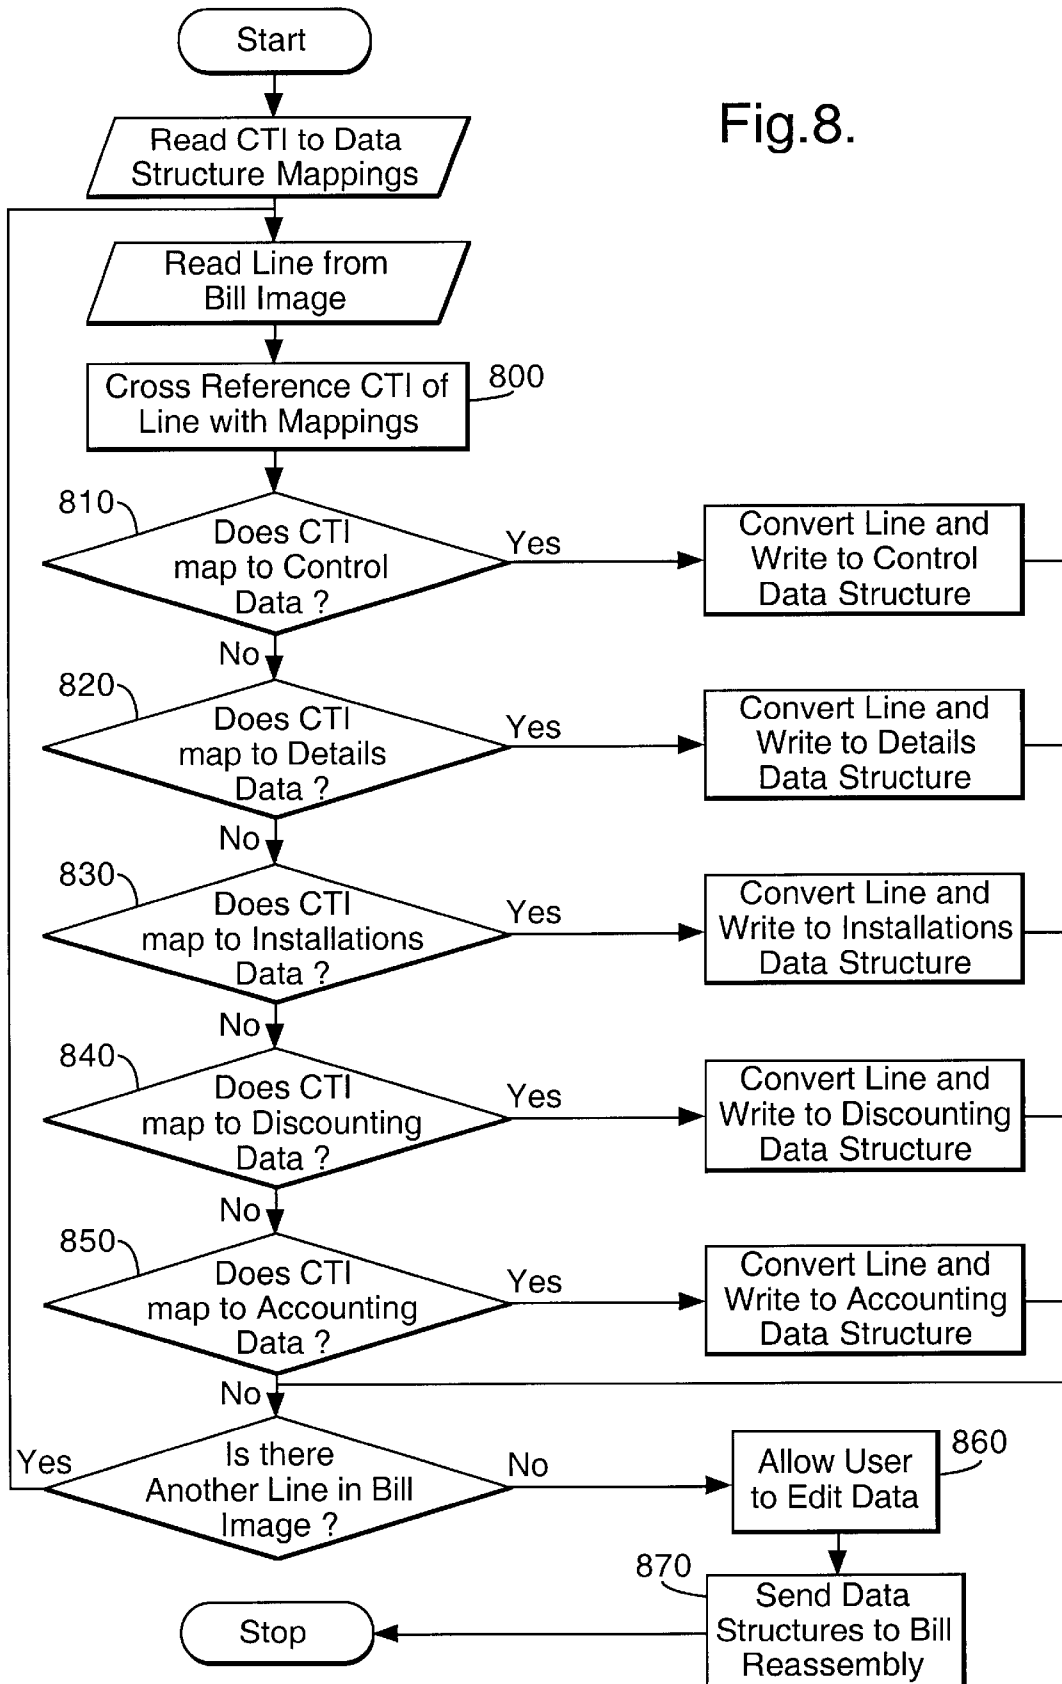 Start
Fig.8.
Read CTI to Data
Structure Mappings
Read Line from
Bill Image
Cross Reference CTI of
Line with Mappings
800
810
Does CTI
map to Control
Data ?
Yes
Convert Line and
Write to Control
Data Structure
No
820
Does CTI
map to Details
Data ?
Yes
Convert Line and
Write to Details
Data Structure
No
830
Does CTI
map to Installations
Data ?
Yes
Convert Line and
Write to Installations
Data Structure
No
840
Does CTI
map to Discounting
Data ?
Yes
Convert Line and
Write to Discounting
Data Structure
No
850
Does CTI
map to Accounting
Data ?
Yes
Convert Line and
Write to Accounting
Data Structure
No
Yes
Is there
Another Line in Bill
Image ?
No
Allow User
to Edit Data
860
870
Send Data
Structures to Bill
Reassembly
Stop